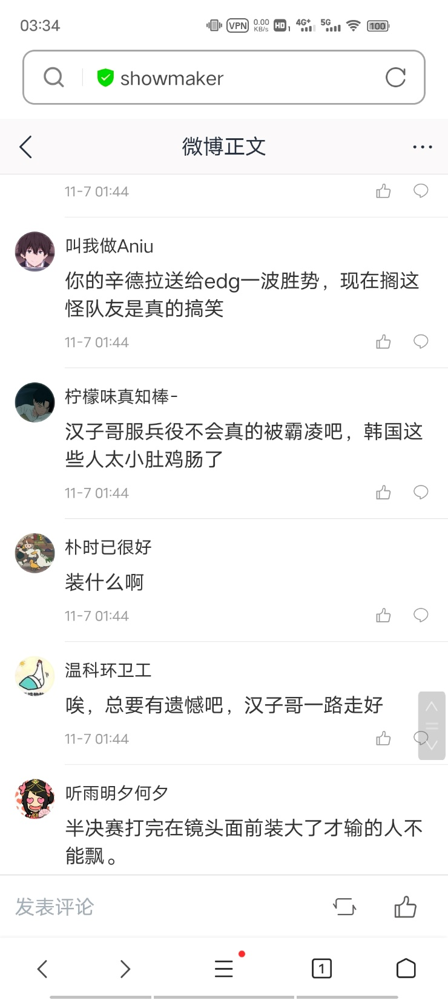 03:34
VPN 0.00 KB/s HD 1 4G+ 5G 100
showmaker
微博正文
11-7 01:44
叫我做Aniu
你的辛德拉送给edg一波胜势，现在搁这
怪队友是真的搞笑
11-7 01:44
柠檬味真知棒-
汉子哥服兵役不会真的被霸凌吧，韩国这
些人太小肚鸡肠了
11-7 01:44
朴时已很好
装什么啊
11-7 01:44
温科环卫工
唉，总要有遗憾吧，汉子哥一路走好
11-7 01:44
听雨明夕何夕
半决赛打完在镜头面前装大了才输的人不
能飘。
发表评论
1